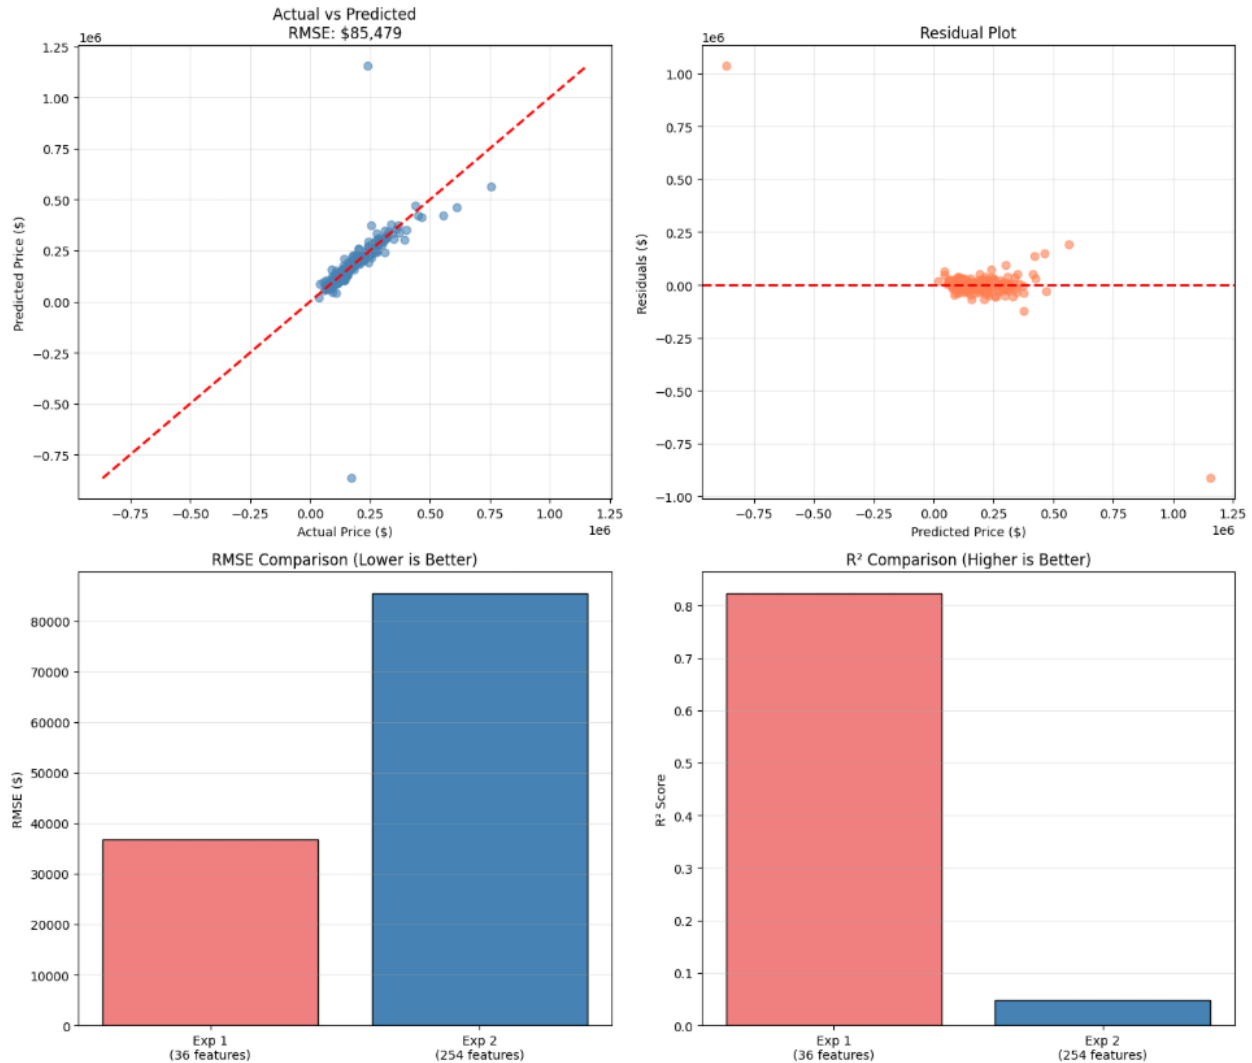 Actual vs Predicted
RMSE: $85,479
1e6
1.25
1.00
0.75
0.50
0.25
0.00
−0.25
−0.50
−0.75
Predicted Price ($)
−0.75 −0.50 −0.25 0.00 0.25 0.50 0.75 1.00 1.25
Actual Price ($)
1e6
Residual Plot
1e6
1.00
0.75
0.50
0.25
0.00
−0.25
−0.50
−0.75
−1.00
Residuals ($)
−0.75 −0.50 −0.25 0.00 0.25 0.50 0.75 1.00 1.25
Predicted Price ($)
1e6
RMSE Comparison (Lower is Better)
80000
70000
60000
50000
40000
30000
20000
10000
0
RMSE ($)
Exp 1
(36 features)
Exp 2
(254 features)
R² Comparison (Higher is Better)
0.8
0.7
0.6
0.5
0.4
0.3
0.2
0.1
0.0
R² Score
Exp 1
(36 features)
Exp 2
(254 features)